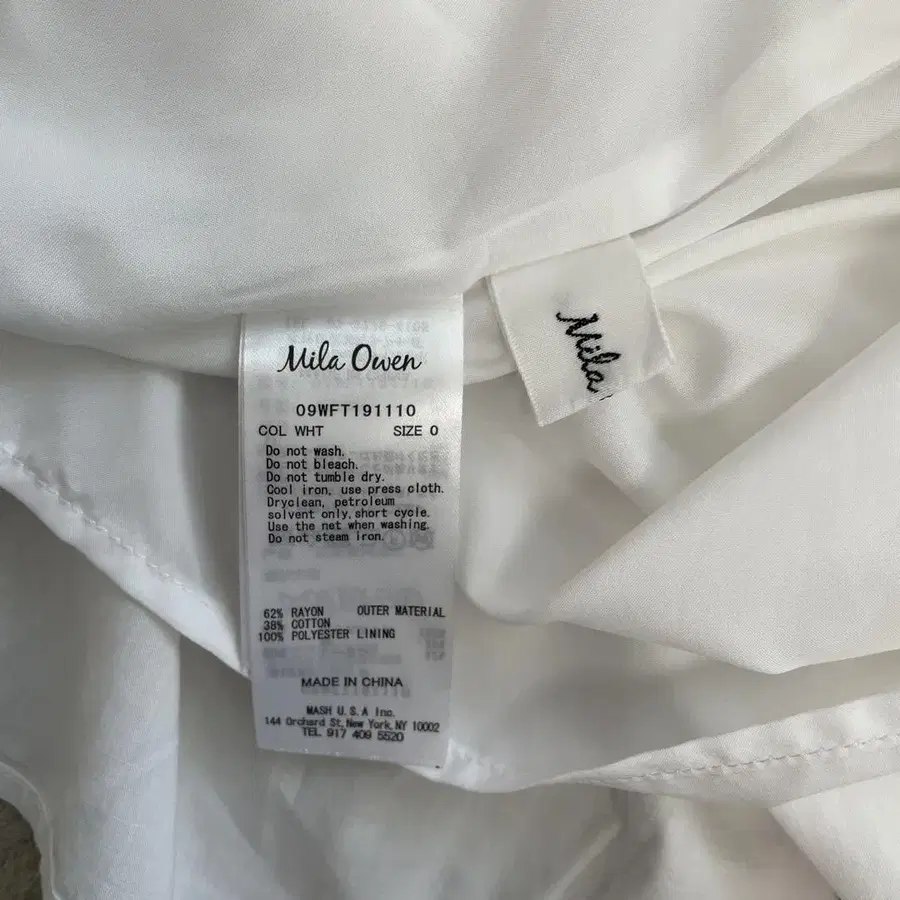 Mila Owen
09WFT191110
COL WHT SIZE 0
Do not wash.
Do not bleach.
Do not tumble dry.
Cool iron, use press cloth.
Dryclean, petroleum
solvent only, short cycle.
Use the net when washing.
Do not steam iron.
62% RAYON OUTER MATERIAL
38% COTTON
100% POLYESTER LINING
MADE IN CHINA
MASH U.S.A Inc.
144 Orchard St, New York, NY 10002
TEL 917 409 5520
Mila